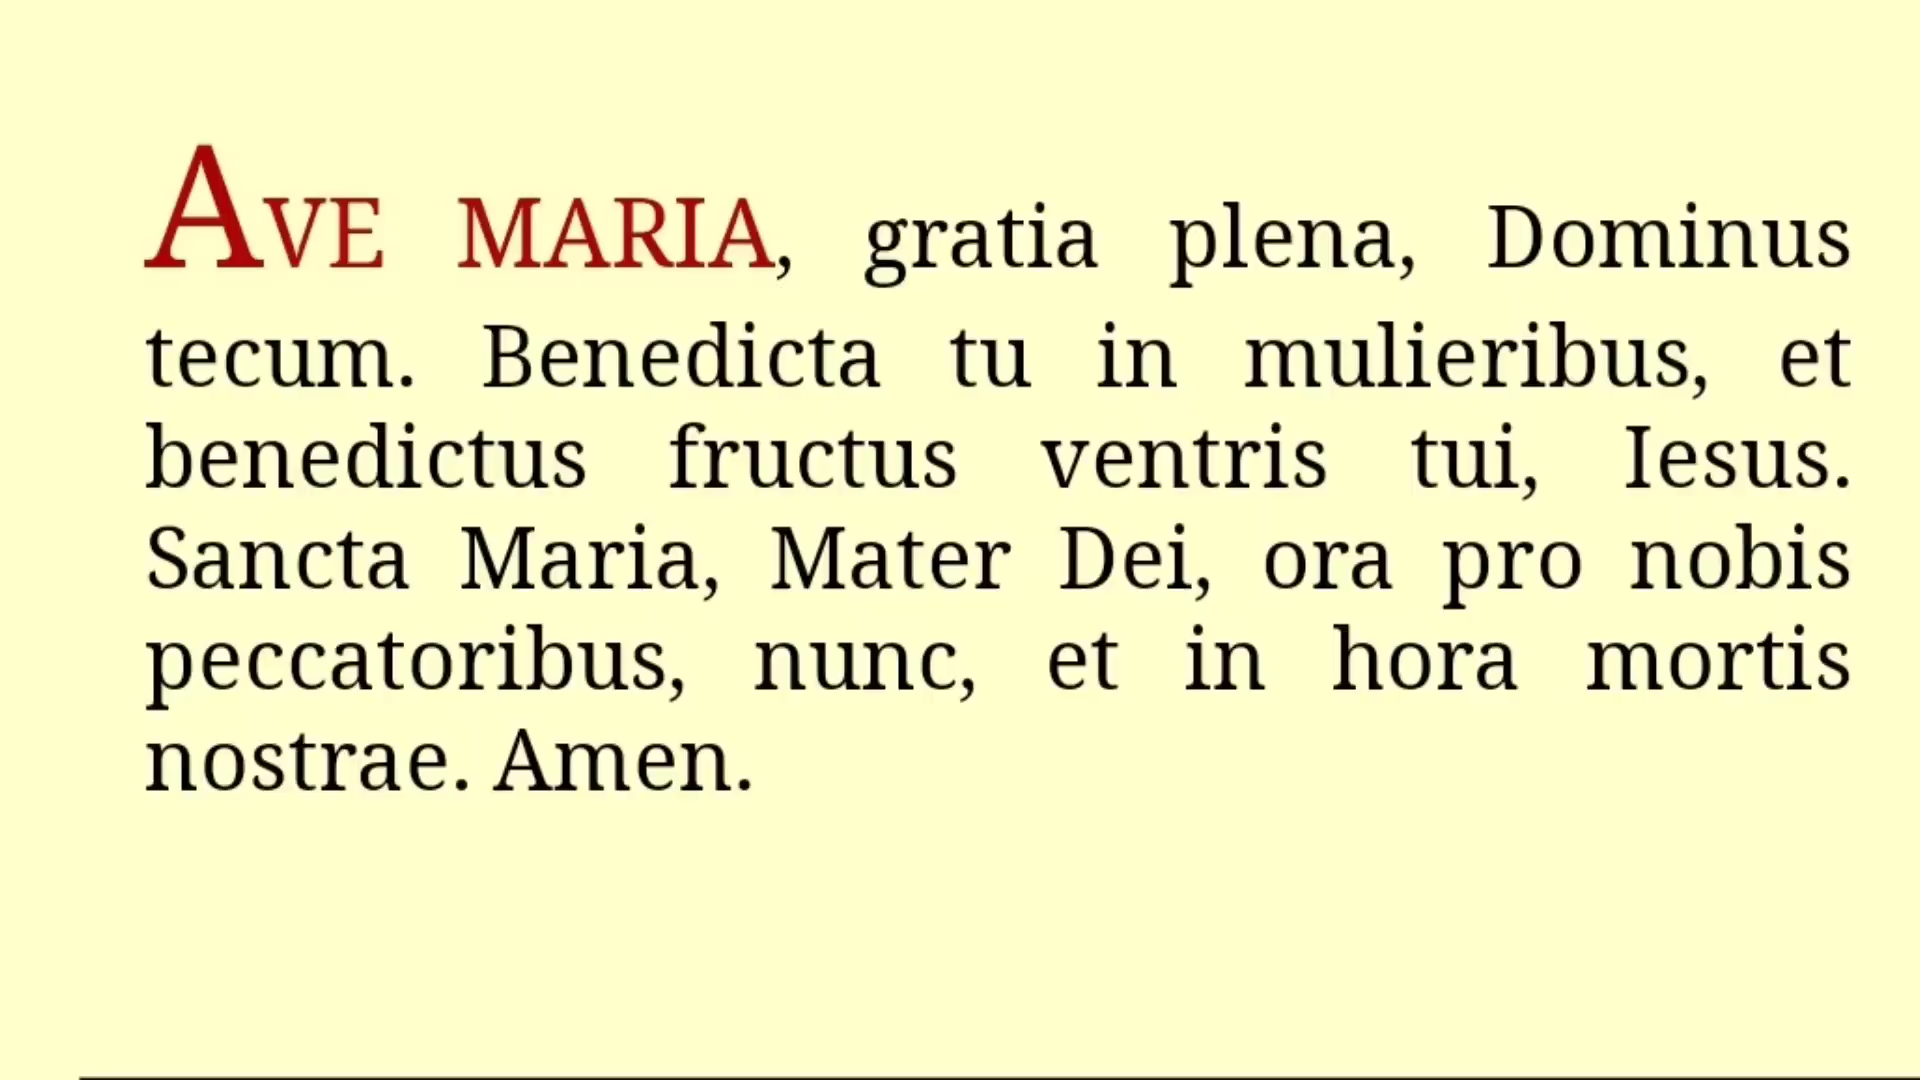 AVE MARIA, gratia plena, Dominus
tecum. Benedicta tu in mulieribus, et
benedictus fructus ventris tui, Iesus.
Sancta Maria, Mater Dei, ora pro nobis
peccatoribus, nunc, et in hora mortis
nostrae. Amen.